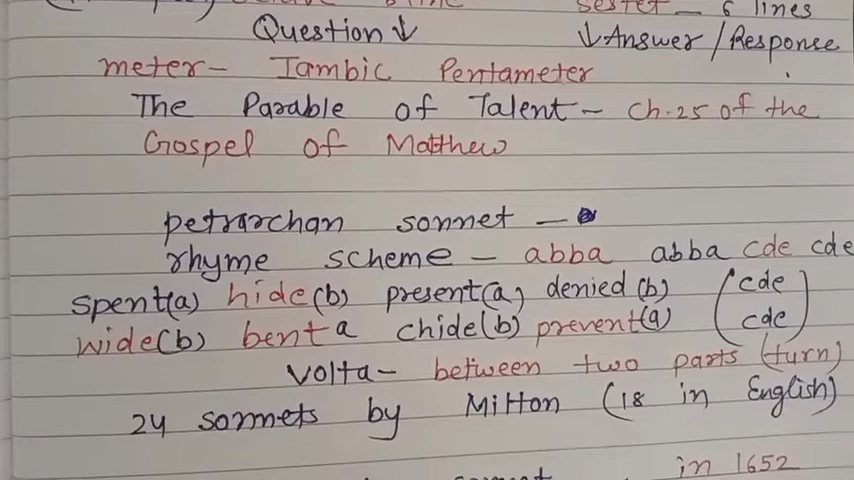 sestet - 6 lines
Question ↓ ↓ Answer / Response
meter - Iambic Pentameter
The Parable of Talent - Ch.25 of the
Gospel of Matthew
petrarchan sonnet -
rhyme scheme - abba abba cde cde
spent(a) hide(b) present(a) denied (b) (cde
wide(b) bent a chide(b) prevent(a) cde)
volta - between two parts (turn)
24 sonnets by Milton (18 in English)
in 1652